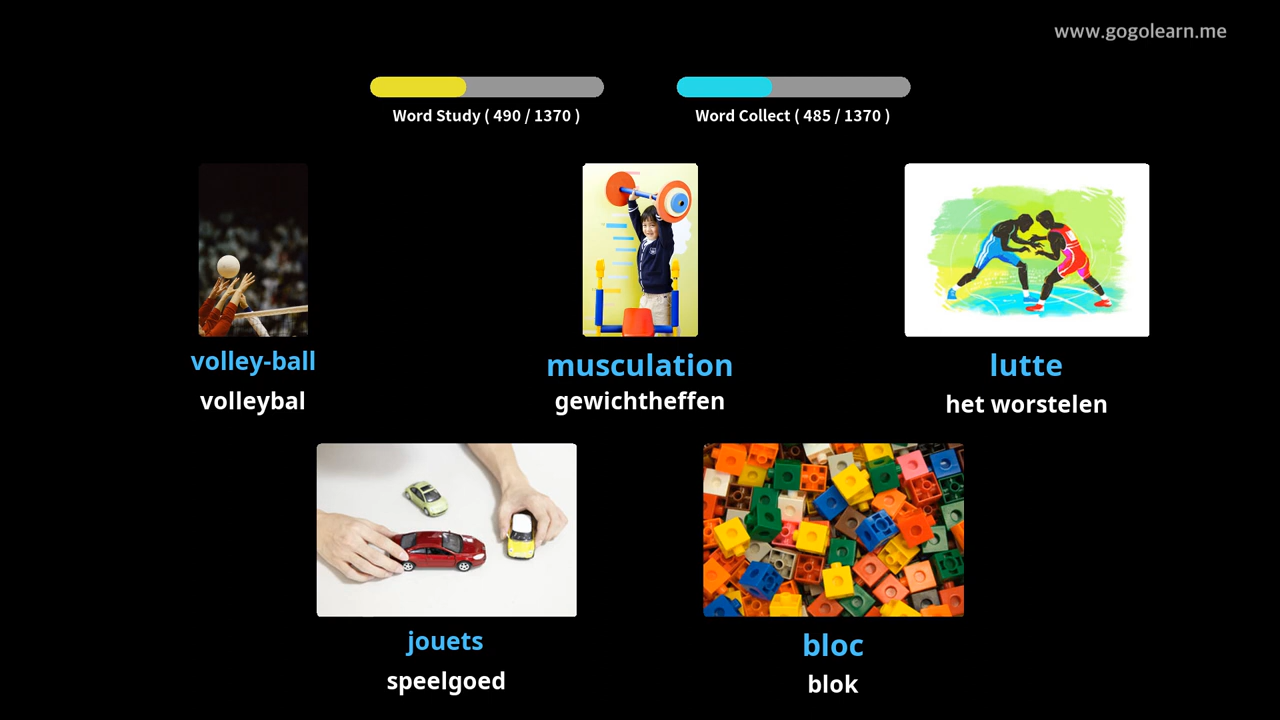 www.gogolearn.me
Word Study ( 490 / 1370 )
Word Collect ( 485 / 1370 )
volley-ball
volleybal
musculation
gewichtheffen
lutte
het worstelen
jouets
speelgoed
bloc
blok